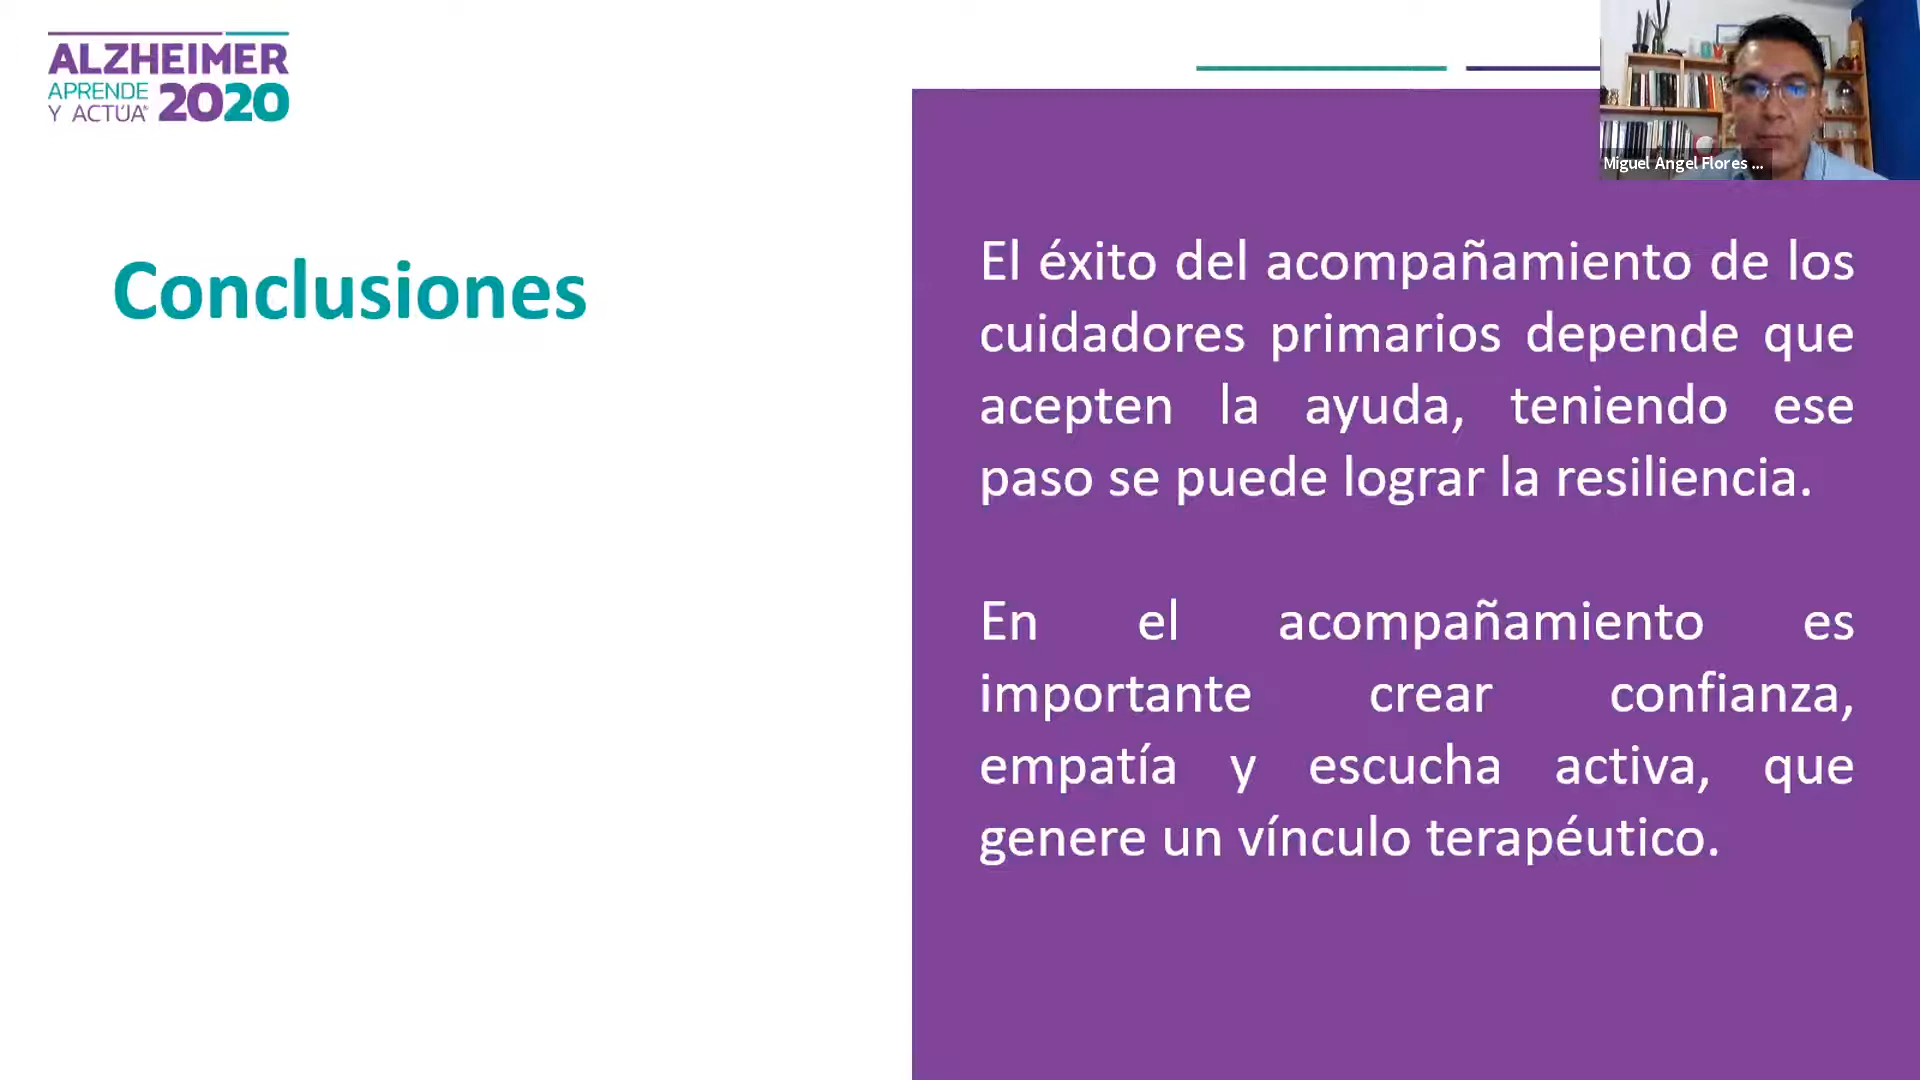 ALZHEIMER
APRENDE
Y ACTÚA® 2020
Miguel Angel Flores ...
Conclusiones
El éxito del acompañamiento de los
cuidadores primarios depende que
acepten la ayuda, teniendo ese
paso se puede lograr la resiliencia.
En el acompañamiento es
importante crear confianza,
empatía y escucha activa, que
genere un vínculo terapéutico.